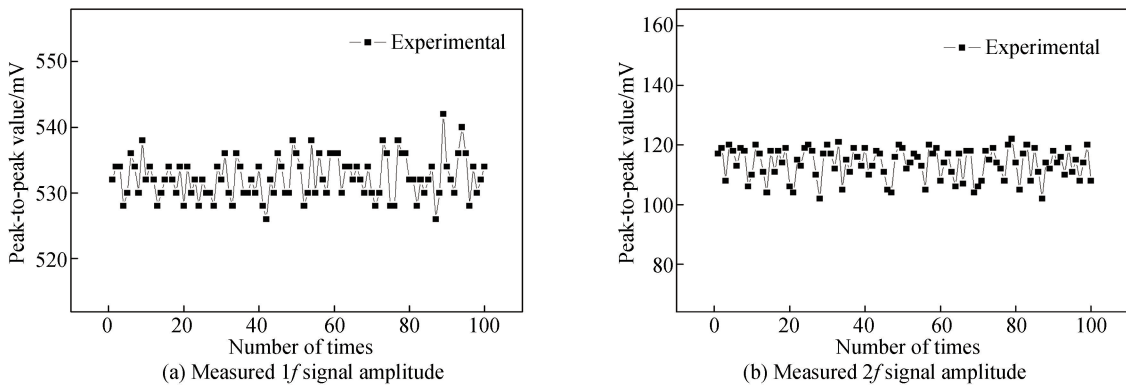 Peak-to-peak value/mV
550
540
530
520
0
20
40
60
80
100
Number of times
Experimental
(a) Measured 1f signal amplitude
Peak-to-peak value/mV
160
140
120
100
80
0
20
40
60
80
100
Number of times
Experimental
(b) Measured 2f signal amplitude